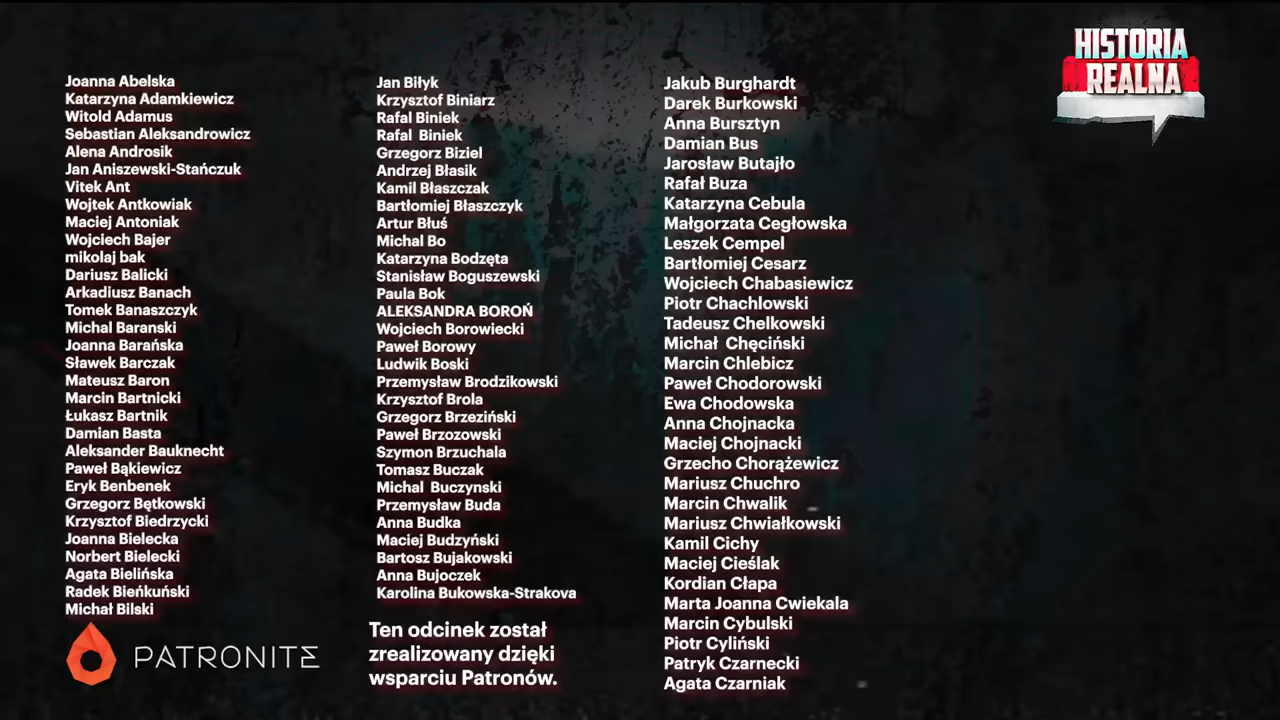 HISTORIA
REALNA
Joanna Abelska
Katarzyna Adamkiewicz
Witold Adamus
Sebastian Aleksandrowicz
Alena Androsik
Jan Aniszewski-Stańczuk
Vitek Ant
Wojtek Antkowiak
Maciej Antoniak
Wojciech Bajer
mikolaj bak
Dariusz Balicki
Arkadiusz Banach
Tomek Banaszczyk
Michal Baranski
Joanna Barańska
Sławek Barczak
Mateusz Baron
Marcin Bartnicki
Łukasz Bartnik
Damian Basta
Aleksander Bauknecht
Paweł Bąkiewicz
Eryk Benbenek
Grzegorz Bętkowski
Krzysztof Biedrzycki
Joanna Bielecka
Norbert Bielecki
Agata Bielińska
Radek Bieńkuński
Michał Bilski
PATRONITE
Jan Biłyk
Krzysztof Biniarz
Rafal Biniek
Rafal  Biniek
Grzegorz Biziel
Andrzej Błasik
Kamil Błaszczak
Bartłomiej Błaszczyk
Artur Błuś
Michal Bo
Katarzyna Bodzęta
Stanisław Boguszewski
Paula Bok
ALEKSANDRA BOROŃ
Wojciech Borowiecki
Paweł Borowy
Ludwik Boski
Przemysław Brodzikowski
Krzysztof Brola
Grzegorz Brzeziński
Paweł Brzozowski
Szymon Brzuchala
Tomasz Buczak
Michal  Buczynski
Przemysław Buda
Anna Budka
Maciej Budzyński
Bartosz Bujakowski
Anna Bujoczek
Karolina Bukowska-Strakova
Ten odcinek został
zrealizowany dzięki
wsparciu Patronów.
Jakub Burghardt
Darek Burkowski
Anna Bursztyn
Damian Bus
Jarosław Butajło
Rafał Buza
Katarzyna Cebula
Małgorzata Cegłowska
Leszek Cempel
Bartłomiej Cesarz
Wojciech Chabasiewicz
Piotr Chachlowski
Tadeusz Chelkowski
Michał  Chęciński
Marcin Chlebicz
Paweł Chodorowski
Ewa Chodowska
Anna Chojnacka
Maciej Chojnacki
Grzecho Chorążewicz
Mariusz Chuchro
Marcin Chwalik
Mariusz Chwiałkowski
Kamil Cichy
Maciej Cieślak
Kordian Cłapa
Marta Joanna Cwiekala
Marcin Cybulski
Piotr Cyliński
Patryk Czarnecki
Agata Czarniak